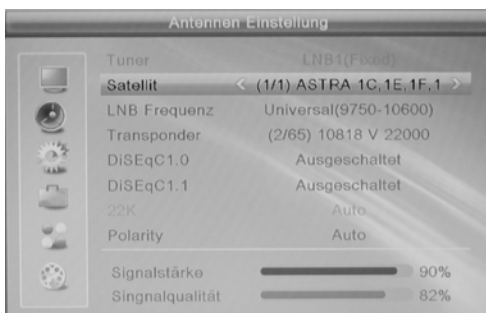 Antennen Einstellung
Tuner LNB1(Fixed)
Satellit < (1/1) ASTRA 1C,1E,1F,1 >
LNB Frequenz Universal(9750-10600)
Transponder (2/65) 10818 V 22000
DiSEqC1.0 Ausgeschaltet
DiSEqC1.1 Ausgeschaltet
22K Auto
Polarity Auto
Signalstärke 90%
Singnalqualität 82%